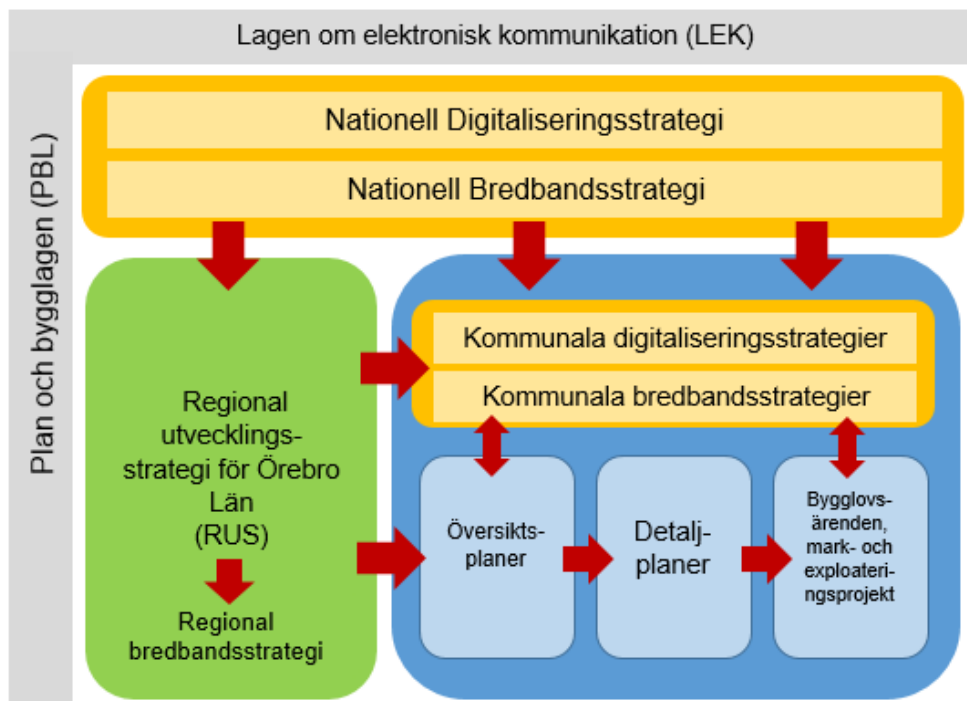 Lagen om elektronisk kommunikation (LEK)
Plan och bygglagen (PBL)
Nationell Digitaliseringsstrategi
Nationell Bredbandsstrategi
Regional
utvecklings-
strategi för Örebro
Län
(RUS)
Regional
bredbandsstrategi
Kommunala digitaliseringsstrategier
Kommunala bredbandsstrategier
Översikts-
planer
Detalj-
planer
Bygglovs-
ärenden,
mark- och
exploateri-
ngsprojekt